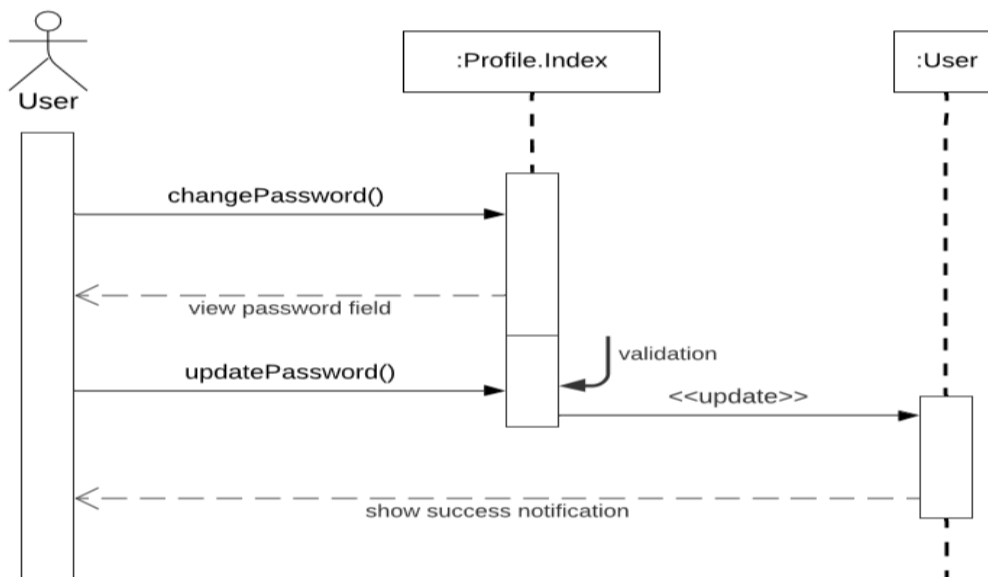 :Profile.Index
:User
User
changePassword()
view password field
validation
updatePassword()
<<update>>
show success notification